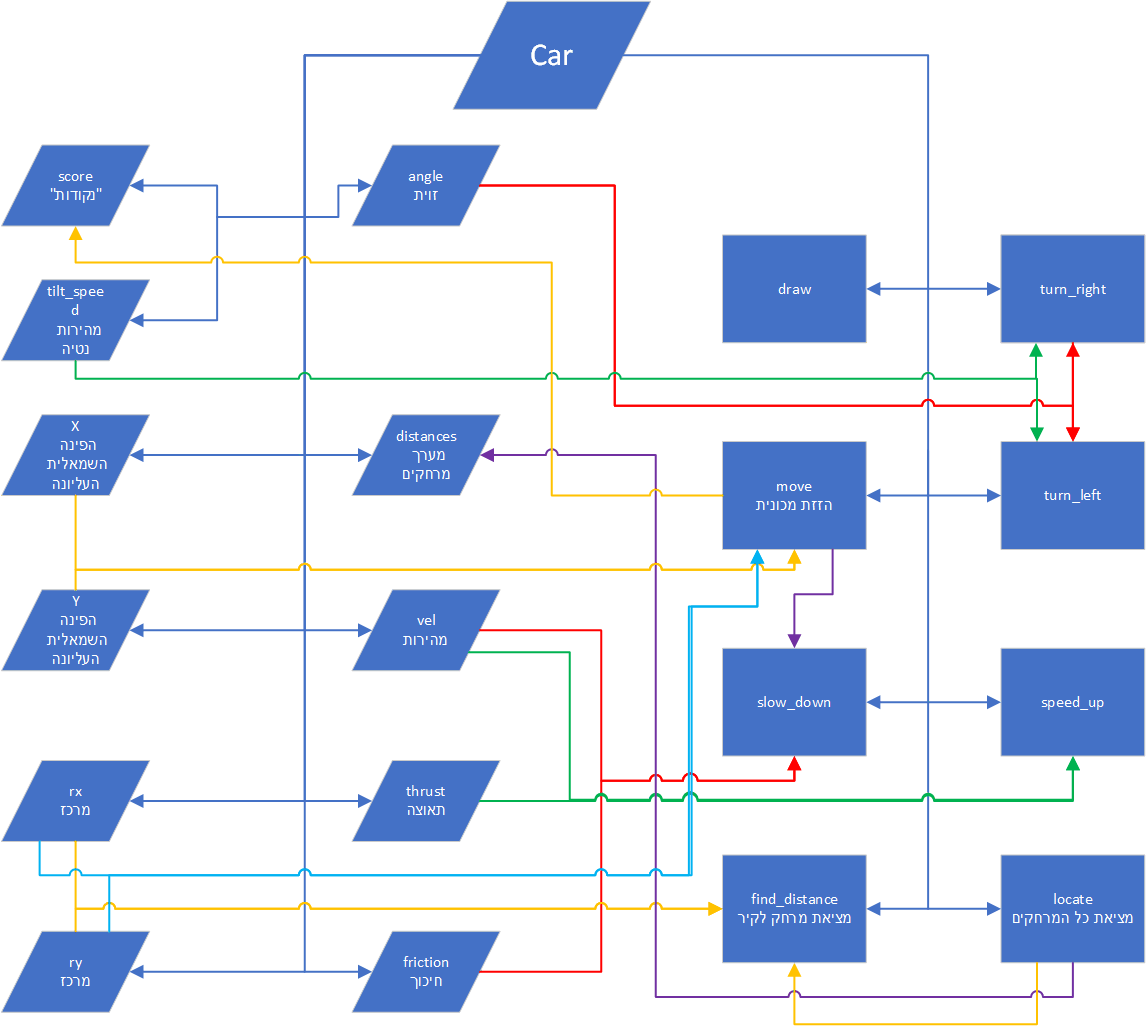 Car
score
"נקודות"
angle
זוית
tilt_spee
d
מהירות
נטיה
draw
turn_right
X
הפינה
השמאלית
העליונה
distances
מערך
מרחקים
move
הזזת מכונית
turn_left
Y
הפינה
השמאלית
העליונה
vel
מהירות
slow_down
speed_up
rx
מרכז
thrust
תאוצה
find_distance
מציאת מרחק לקיר
locate
מציאת כל המרחקים
ry
מרכז
friction
חיכוך